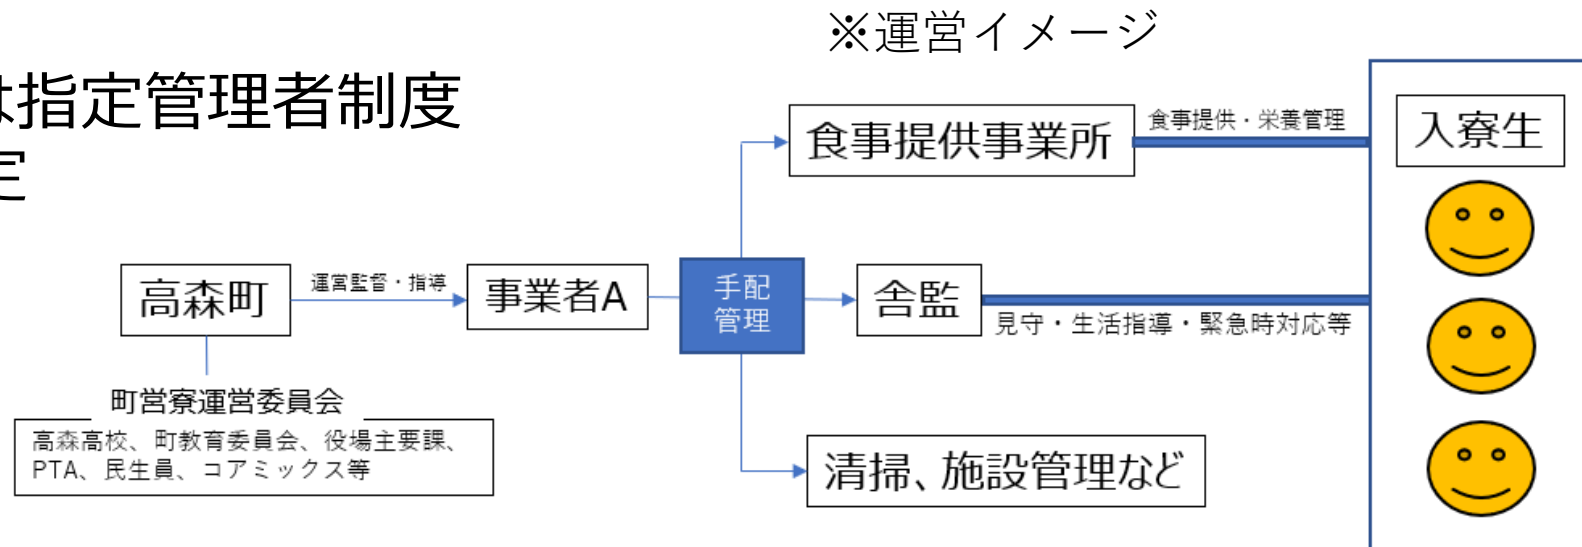 ※運営イメージ
は指定管理者制度
定
食事提供事業所
食事提供・栄養管理
入寮生
高森町
運営監督・指導
事業者A
手配
管理
舎監
見守・生活指導・緊急時対応等
町営寮運営委員会
高森高校、町教育委員会、役場主要課、
PTA、民生員、コアミックス等
清掃、施設管理など